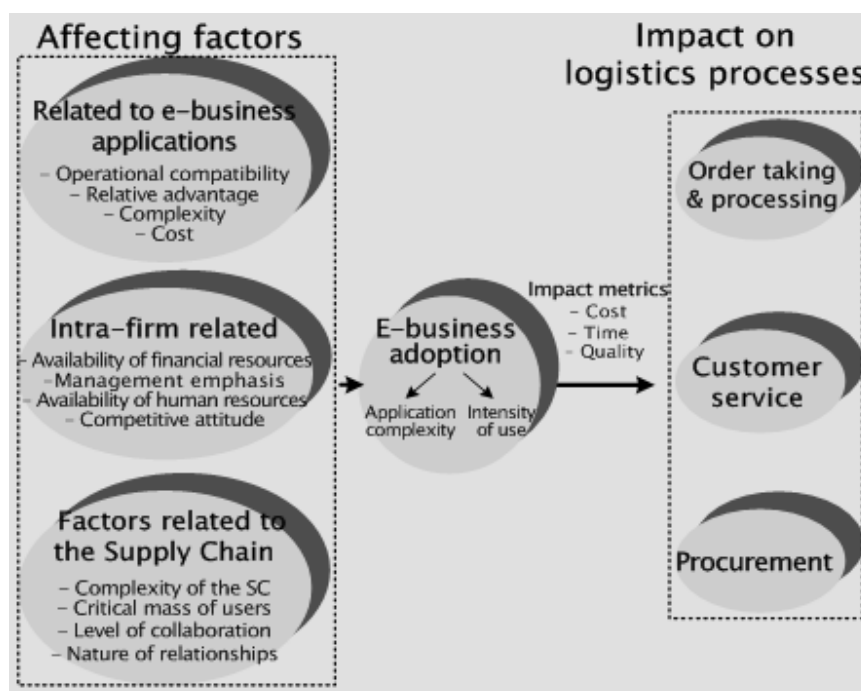 Affecting factors
Related to e-business
applications
– Operational compatibility
– Relative advantage
– Complexity
– Cost
Intra-firm related
– Availability of financial resources
–Management emphasis
– Availability of human resources
– Competitive attitude
Factors related to
the Supply Chain
– Complexity of the SC
– Critical mass of users
– Level of collaboration
– Nature of relationships
E-business
adoption
Application
complexity
Intensity
of use
Impact metrics
– Cost
– Time
– Quality
Impact on
logistics processes
Order taking
& processing
Customer
service
Procurement